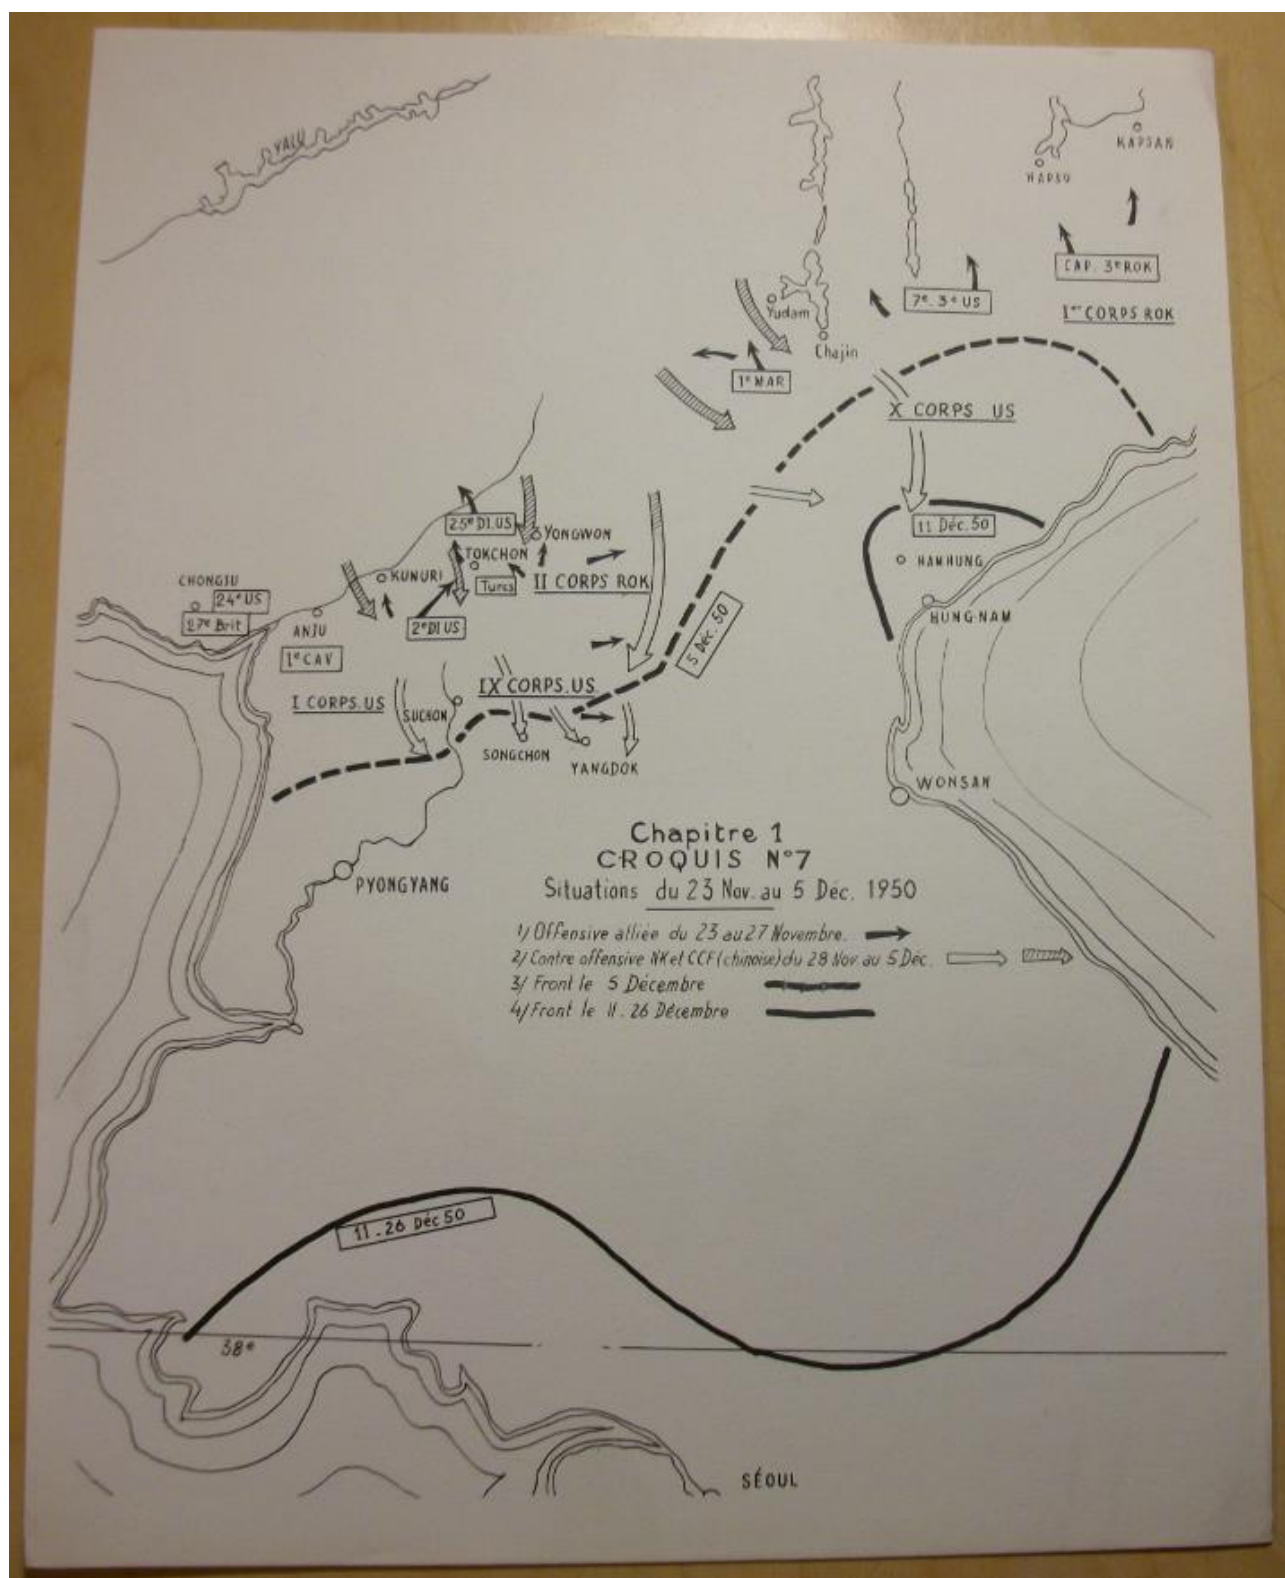 YALU
KAPSAN
HAPSU
CAP. 3e ROK
Ier CORPS ROK
7e. 3e US
Yudam
Chajin
1e MAR
X CORPS US
25e DI.US
YONGWON
TOKCHON
KUNURI
Turcs
II CORPS ROK
11 Déc. 50
HAMHUNG
CHONGJU
24e US
27e Brit
ANJU
2e DI US
HUNG-NAM
1e CAV
5 Déc. 50
I CORPS. US
IX CORPS. US
SUCHON
SONGCHON
YANGDOK
WONSAN
PYONGYANG
Chapitre 1
CROQUIS N°7
Situations du 23 Nov. au 5 Déc. 1950
1/ Offensive alliée du 23 au 27 Novembre.
2/ Contre offensive NK et CCF (chinoise) du 28 Nov. au 5 Déc.
3/ Front le 5 Décembre
4/ Front le 11.26 Décembre
11.26 Déc 50
38e
SÉOUL